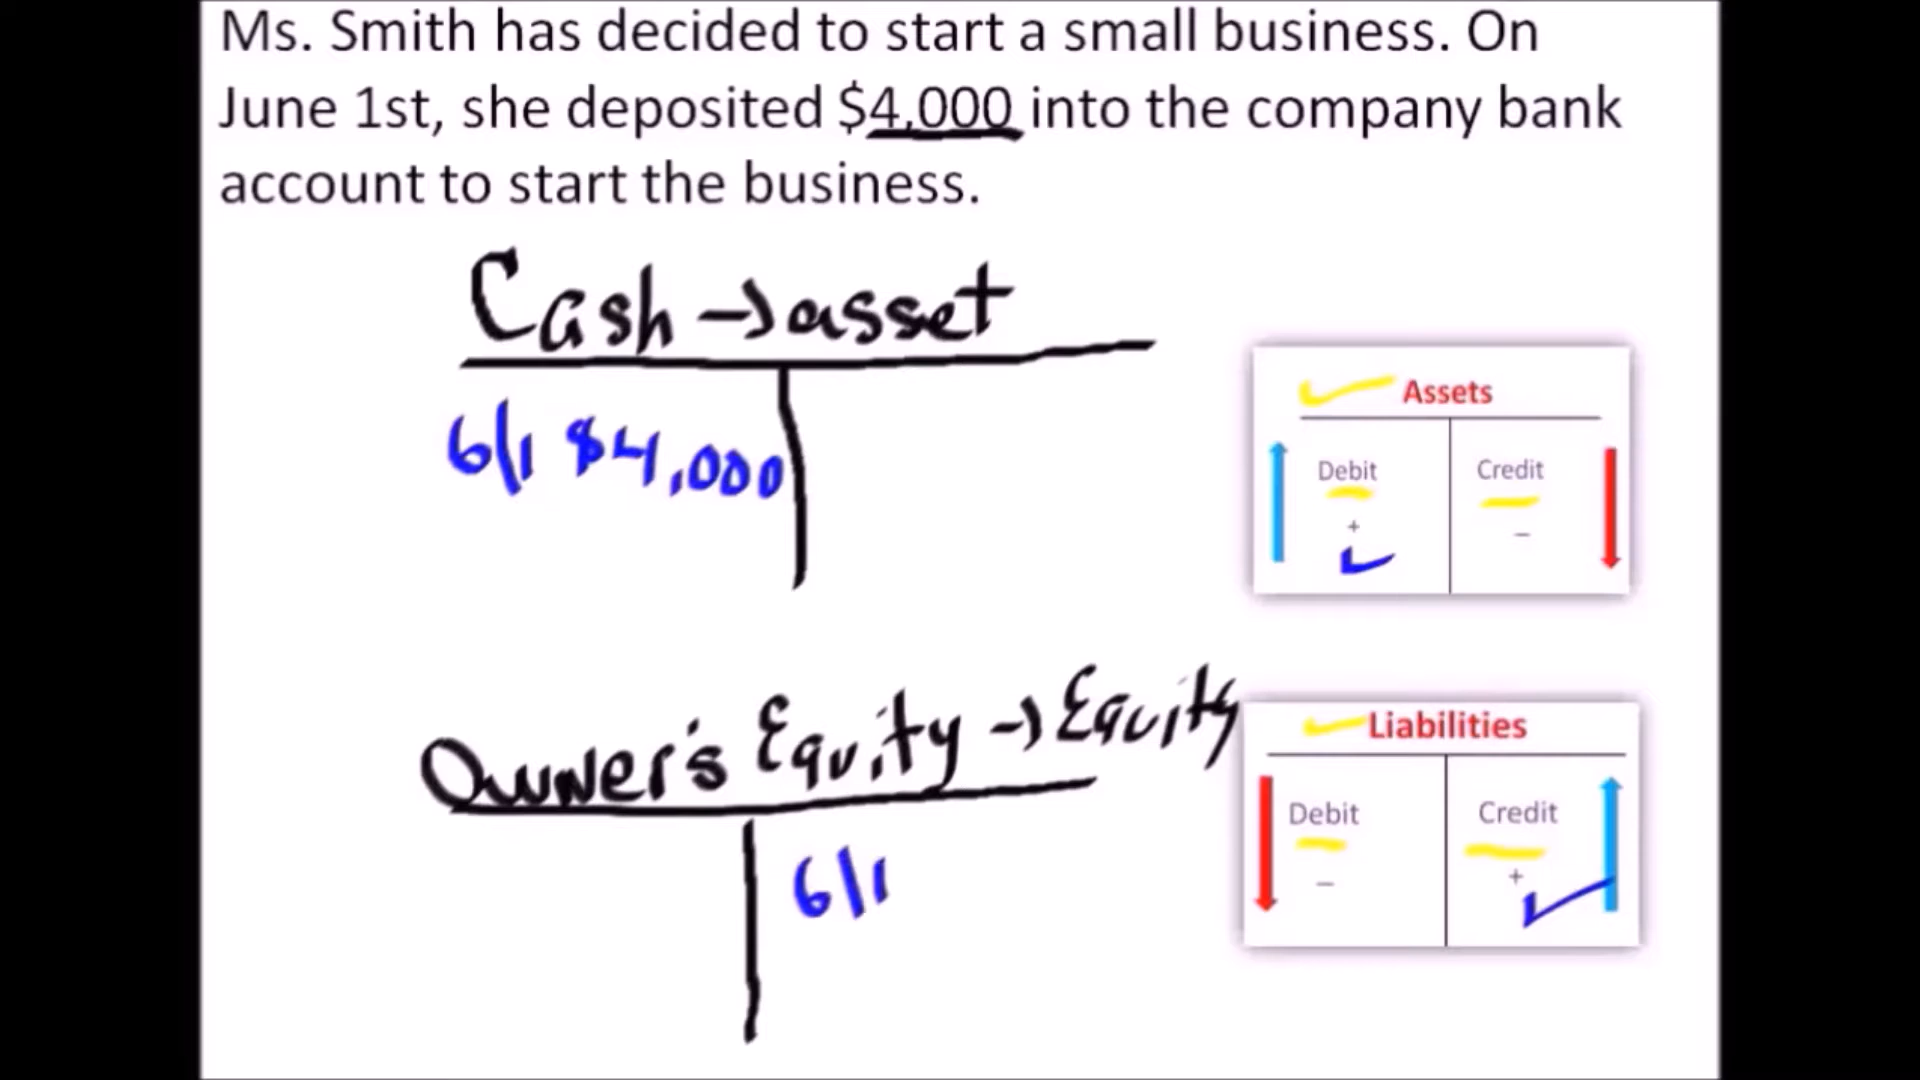 Ms. Smith has decided to start a small business. On
June 1st, she deposited $4,000 into the company bank
account to start the business.
Cash → asset
6/1 $4,000
Assets
Debit Credit
+ –
Owner's Equity → Equity
6/1
Liabilities
Debit Credit
– +